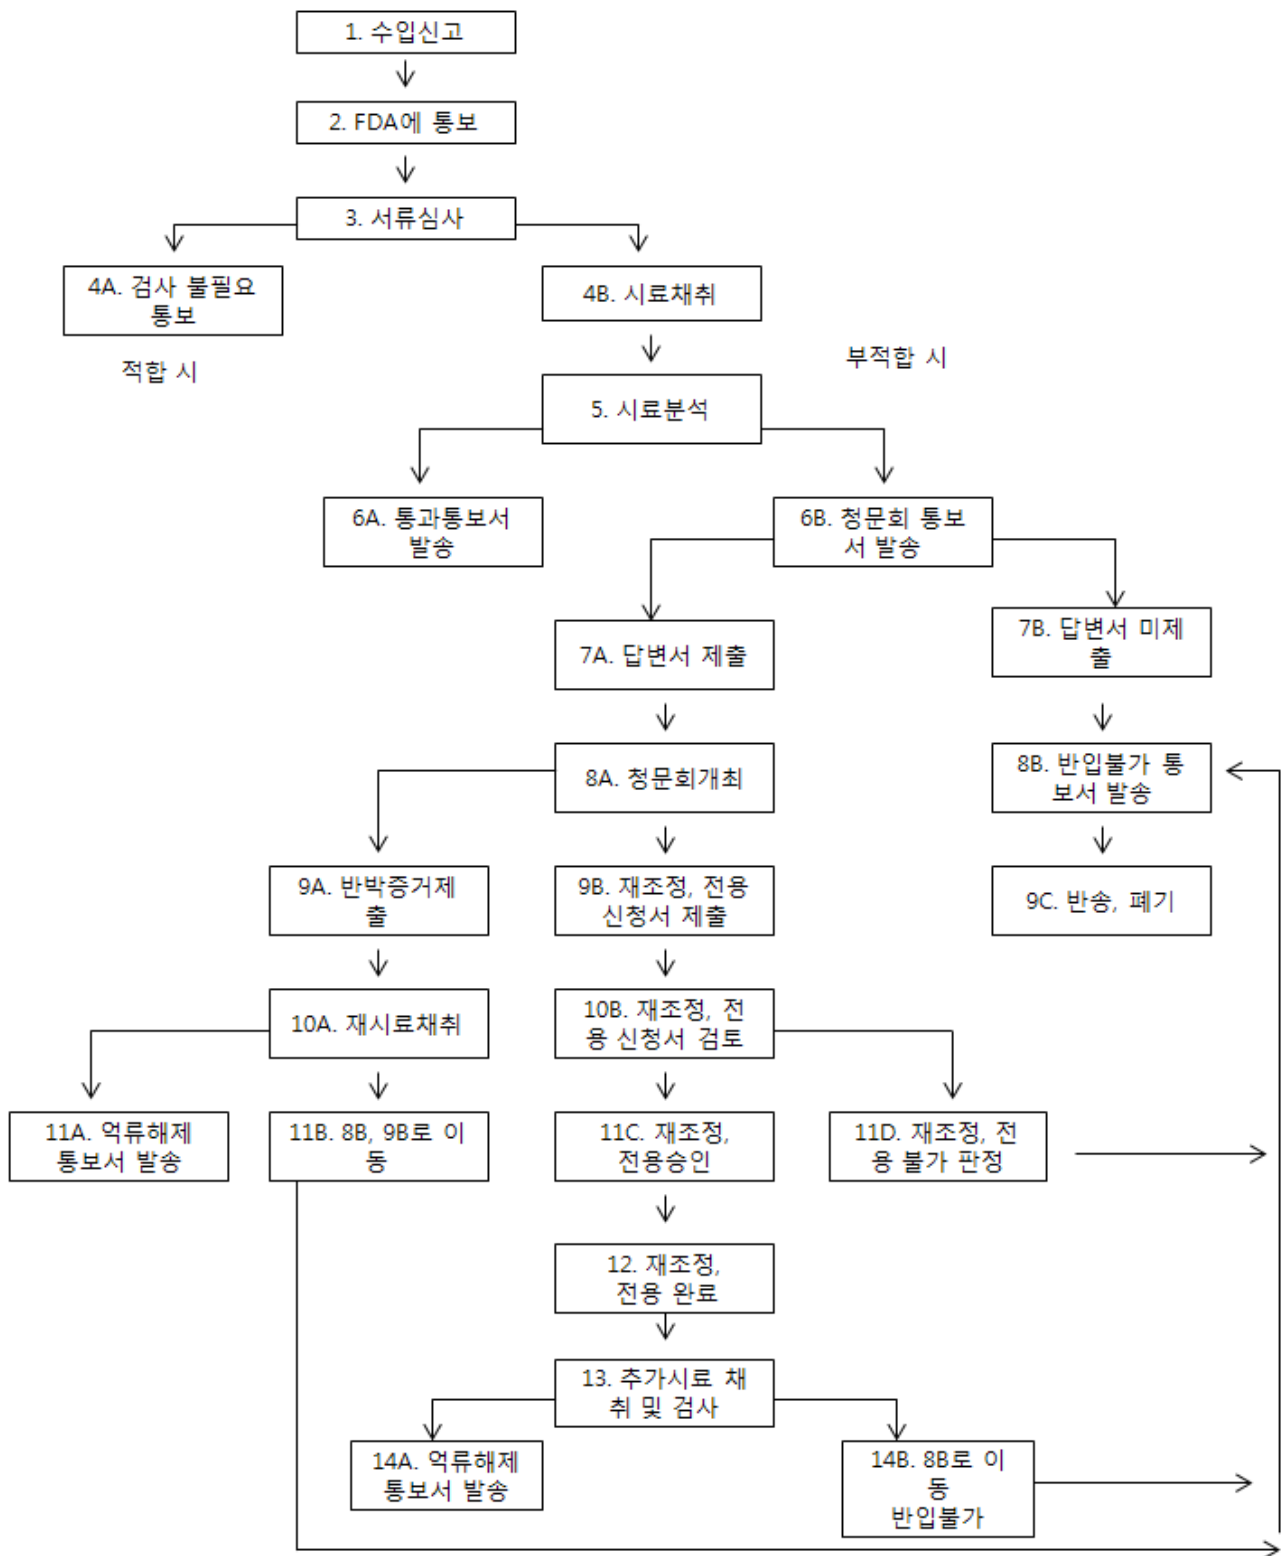 1. 수입신고
2. FDA에 통보
3. 서류심사
4A. 검사 불필요
통보
4B. 시료채취
적합 시
부적합 시
5. 시료분석
6A. 통과통보서
발송
6B. 청문회 통보
서 발송
7A. 답변서 제출
7B. 답변서 미제
출
8A. 청문회개최
8B. 반입불가 통
보서 발송
9A. 반박증거제
출
9B. 재조정, 전용
신청서 제출
9C. 반송, 폐기
10A. 재시료채취
10B. 재조정, 전
용 신청서 검토
11A. 억류해제
통보서 발송
11B. 8B, 9B로 이
동
11C. 재조정,
전용승인
11D. 재조정, 전
용 불가 판정
12. 재조정,
전용 완료
13. 추가시료 채
취 및 검사
14A. 억류해제
통보서 발송
14B. 8B로 이
동
반입불가